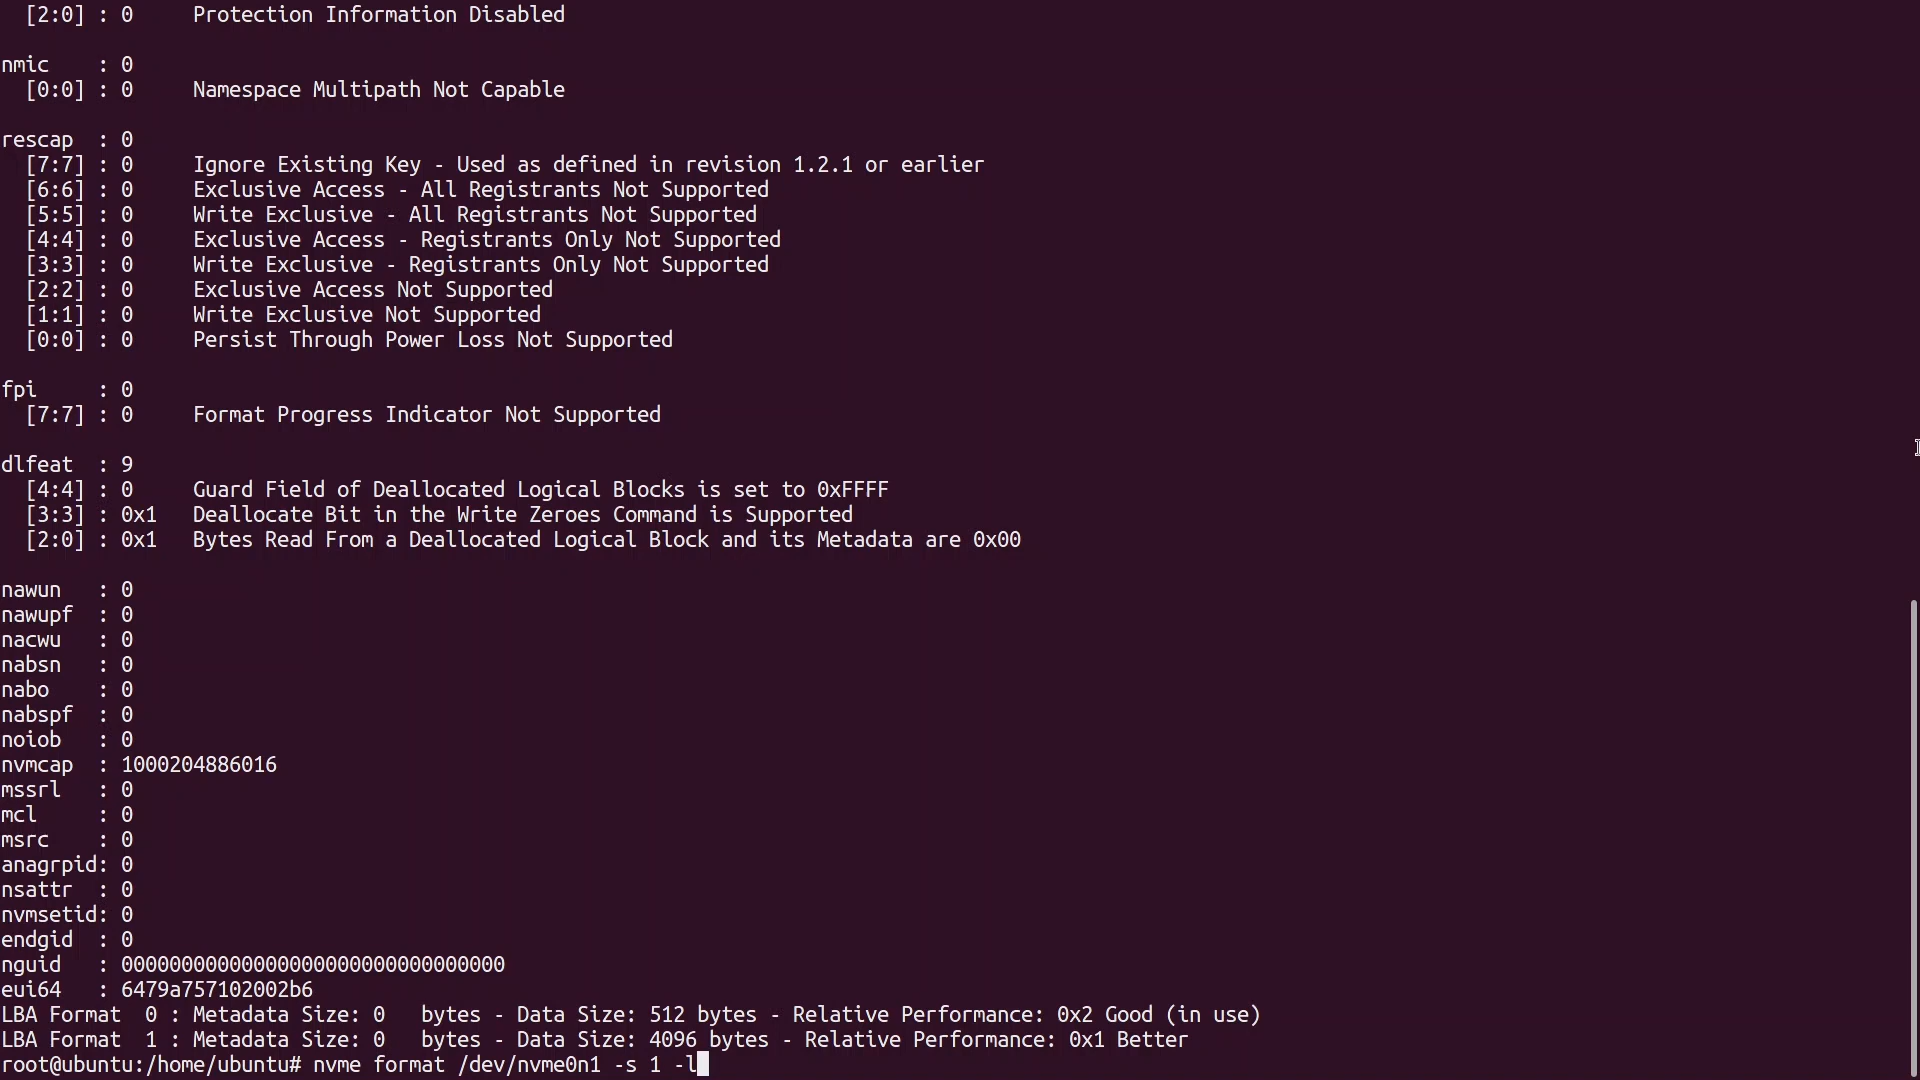 [2:0] : 0     Protection Information Disabled

nmic    : 0
  [0:0] : 0     Namespace Multipath Not Capable

rescap  : 0
  [7:7] : 0     Ignore Existing Key - Used as defined in revision 1.2.1 or earlier
  [6:6] : 0     Exclusive Access - All Registrants Not Supported
  [5:5] : 0     Write Exclusive - All Registrants Not Supported
  [4:4] : 0     Exclusive Access - Registrants Only Not Supported
  [3:3] : 0     Write Exclusive - Registrants Only Not Supported
  [2:2] : 0     Exclusive Access Not Supported
  [1:1] : 0     Write Exclusive Not Supported
  [0:0] : 0     Persist Through Power Loss Not Supported

fpi     : 0
  [7:7] : 0     Format Progress Indicator Not Supported

dlfeat  : 9
  [4:4] : 0     Guard Field of Deallocated Logical Blocks is set to 0xFFFF
  [3:3] : 0x1   Deallocate Bit in the Write Zeroes Command is Supported
  [2:0] : 0x1   Bytes Read From a Deallocated Logical Block and its Metadata are 0x00

nawun   : 0
nawupf  : 0
nacwu   : 0
nabsn   : 0
nabo    : 0
nabspf  : 0
noiob   : 0
nvmcap  : 1000204886016
mssrl   : 0
mcl     : 0
msrc    : 0
anagrpid: 0
nsattr  : 0
nvmsetid: 0
endgid  : 0
nguid   : 00000000000000000000000000000000
eui64   : 6479a757102002b6
LBA Format  0 : Metadata Size: 0   bytes - Data Size: 512 bytes - Relative Performance: 0x2 Good (in use)
LBA Format  1 : Metadata Size: 0   bytes - Data Size: 4096 bytes - Relative Performance: 0x1 Better
root@ubuntu:/home/ubuntu# nvme format /dev/nvme0n1 -s 1 -l